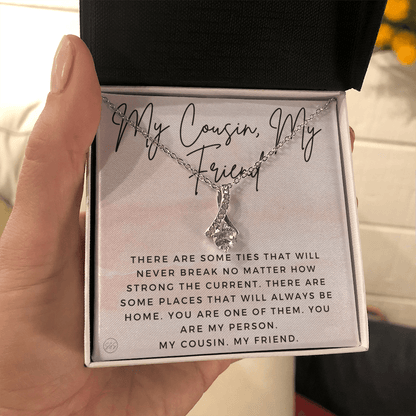 My Cousin, My
Friend
THERE ARE SOME TIES THAT WILL
NEVER BREAK NO MATTER HOW
STRONG THE CURRENT. THERE ARE
SOME PLACES THAT WILL ALWAYS BE
HOME. YOU ARE ONE OF THEM. YOU
ARE MY PERSON.
MY COUSIN. MY FRIEND.